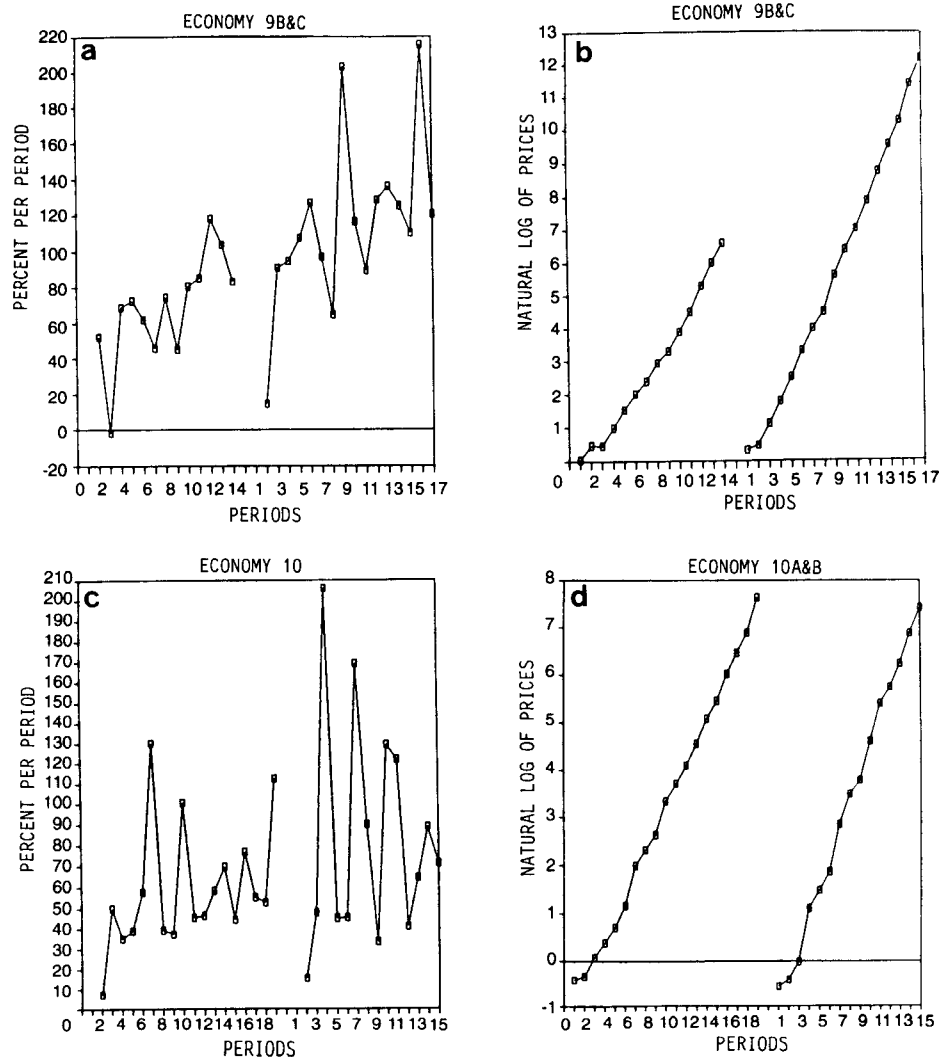 ECONOMY 9B&C
a
220
200
180
160
140
120
100
80
60
40
20
0
-20
PERCENT PER PERIOD
0 2 4 6 8 10 12 14 1 3 5 7 9 11 13 15 17
PERIODS
ECONOMY 9B&C
b
13
12
11
10
9
8
7
6
5
4
3
2
1
NATURAL LOG OF PRICES
0 2 4 6 8 10 12 14 1 3 5 7 9 11 13 15 17
PERIODS
ECONOMY 10
c
210
200
190
180
170
160
150
140
130
120
110
100
90
80
70
60
50
40
30
20
10
PERCENT PER PERIOD
0 2 4 6 8 10 12 14 16 18 1 3 5 7 9 11 13 15
PERIODS
ECONOMY 10A&B
d
8
7
6
5
4
3
2
1
0
-1
NATURAL LOG OF PRICES
0 2 4 6 8 10 12 14 16 18 1 3 5 7 9 11 13 15
PERIODS